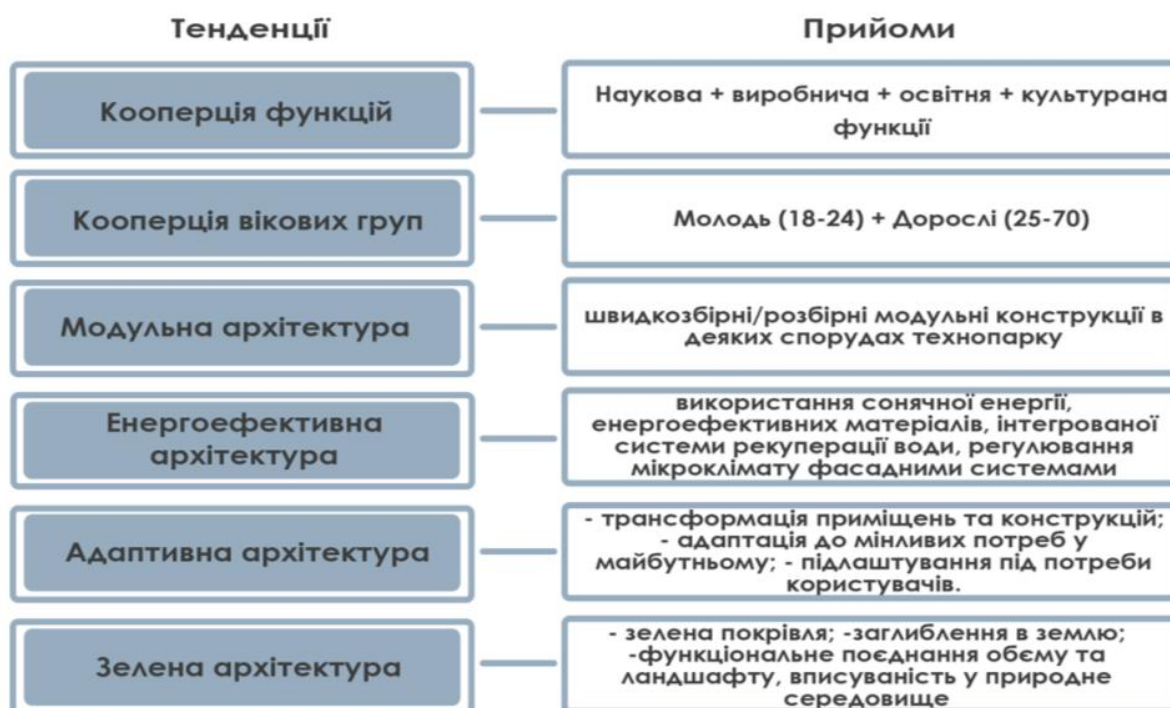 Тенденції
Прийоми
Кооперція функцій
Наукова + виробнича + освітня + культурана
функції
Кооперція вікових груп
Молодь (18-24) + Дорослі (25-70)
Модульна архітектура
швидкозбірні/розбірні модульні конструкції в
деяких спорудах технопарку
Енергоефективна
архітектура
використання сонячної енергії,
енергоефективних матеріалів, інтегрованої
системи рекуперації води, регулювання
мікроклімату фасадними системами
Адаптивна архітектура
- трансформація приміщень та конструкцій;
- адаптація до мінливих потреб у
майбутньому; - підлаштування під потреби
користувачів.
Зелена архітектура
- зелена покрівля; -заглиблення в землю;
-функціональне поєднання обєму та
ландшафту, вписуваність у природне
середовище